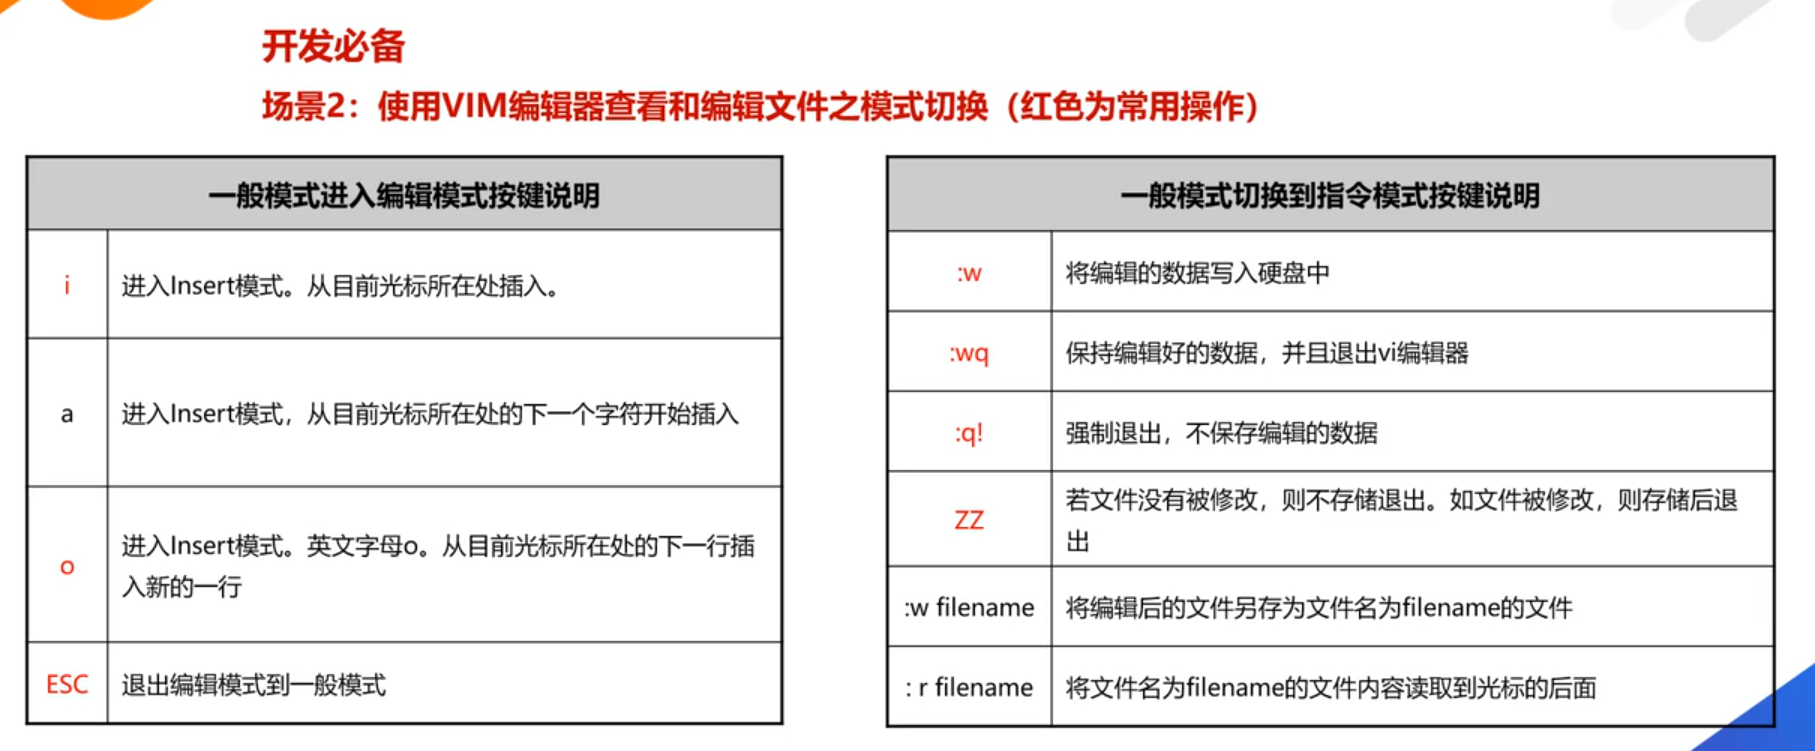 开发必备
场景2：使用VIM编辑器查看和编辑文件之模式切换（红色为常用操作）
一般模式进入编辑模式按键说明
i 进入Insert模式。从目前光标所在处插入。
a 进入Insert模式，从目前光标所在处的下一个字符开始插入
o 进入Insert模式。英文字母o。从目前光标所在处的下一行插
入新的一行
ESC 退出编辑模式到一般模式
一般模式切换到指令模式按键说明
:w 将编辑的数据写入硬盘中
:wq 保持编辑好的数据，并且退出vi编辑器
:q! 强制退出，不保存编辑的数据
ZZ 若文件没有被修改，则不存储退出。如文件被修改，则存储后退
出
:w filename 将编辑后的文件另存为文件名为filename的文件
: r filename 将文件名为filename的文件内容读取到光标的后面